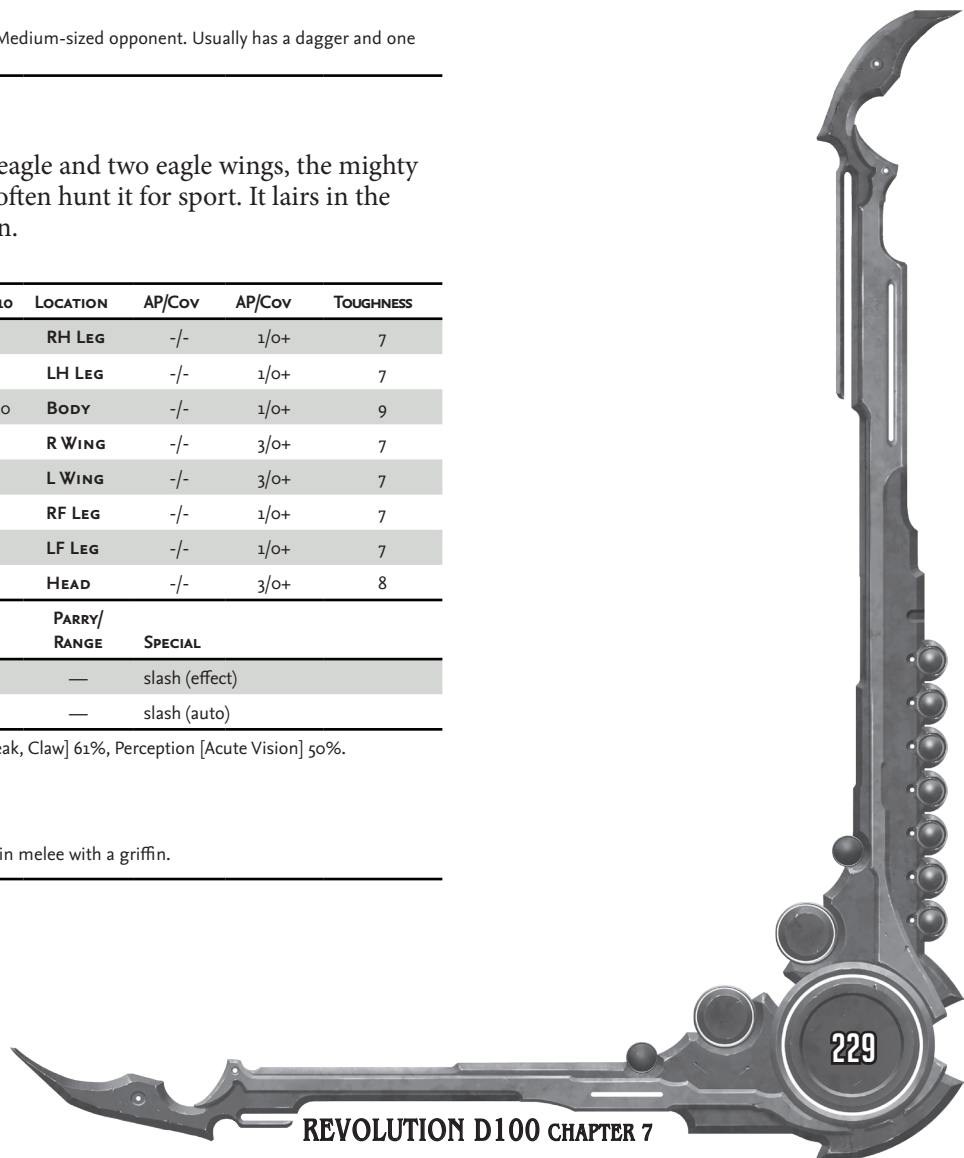 Medium-sized opponent. Usually has a dagger and one
eagle and two eagle wings, the mighty
often hunt it for sport. It lairs in the
n.
10 LOCATION AP/COV AP/COV TOUGHNESS
RH LEG -/- 1/0+ 7
LH LEG -/- 1/0+ 7
0 BODY -/- 1/0+ 9
R WING -/- 3/0+ 7
L WING -/- 3/0+ 7
RF LEG -/- 1/0+ 7
LF LEG -/- 1/0+ 7
HEAD -/- 3/0+ 8
PARRY/
RANGE SPECIAL
— slash (effect)
— slash (auto)
eak, Claw] 61%, Perception [Acute Vision] 50%.
in melee with a griffin.
229
REVOLUTION D100 CHAPTER 7